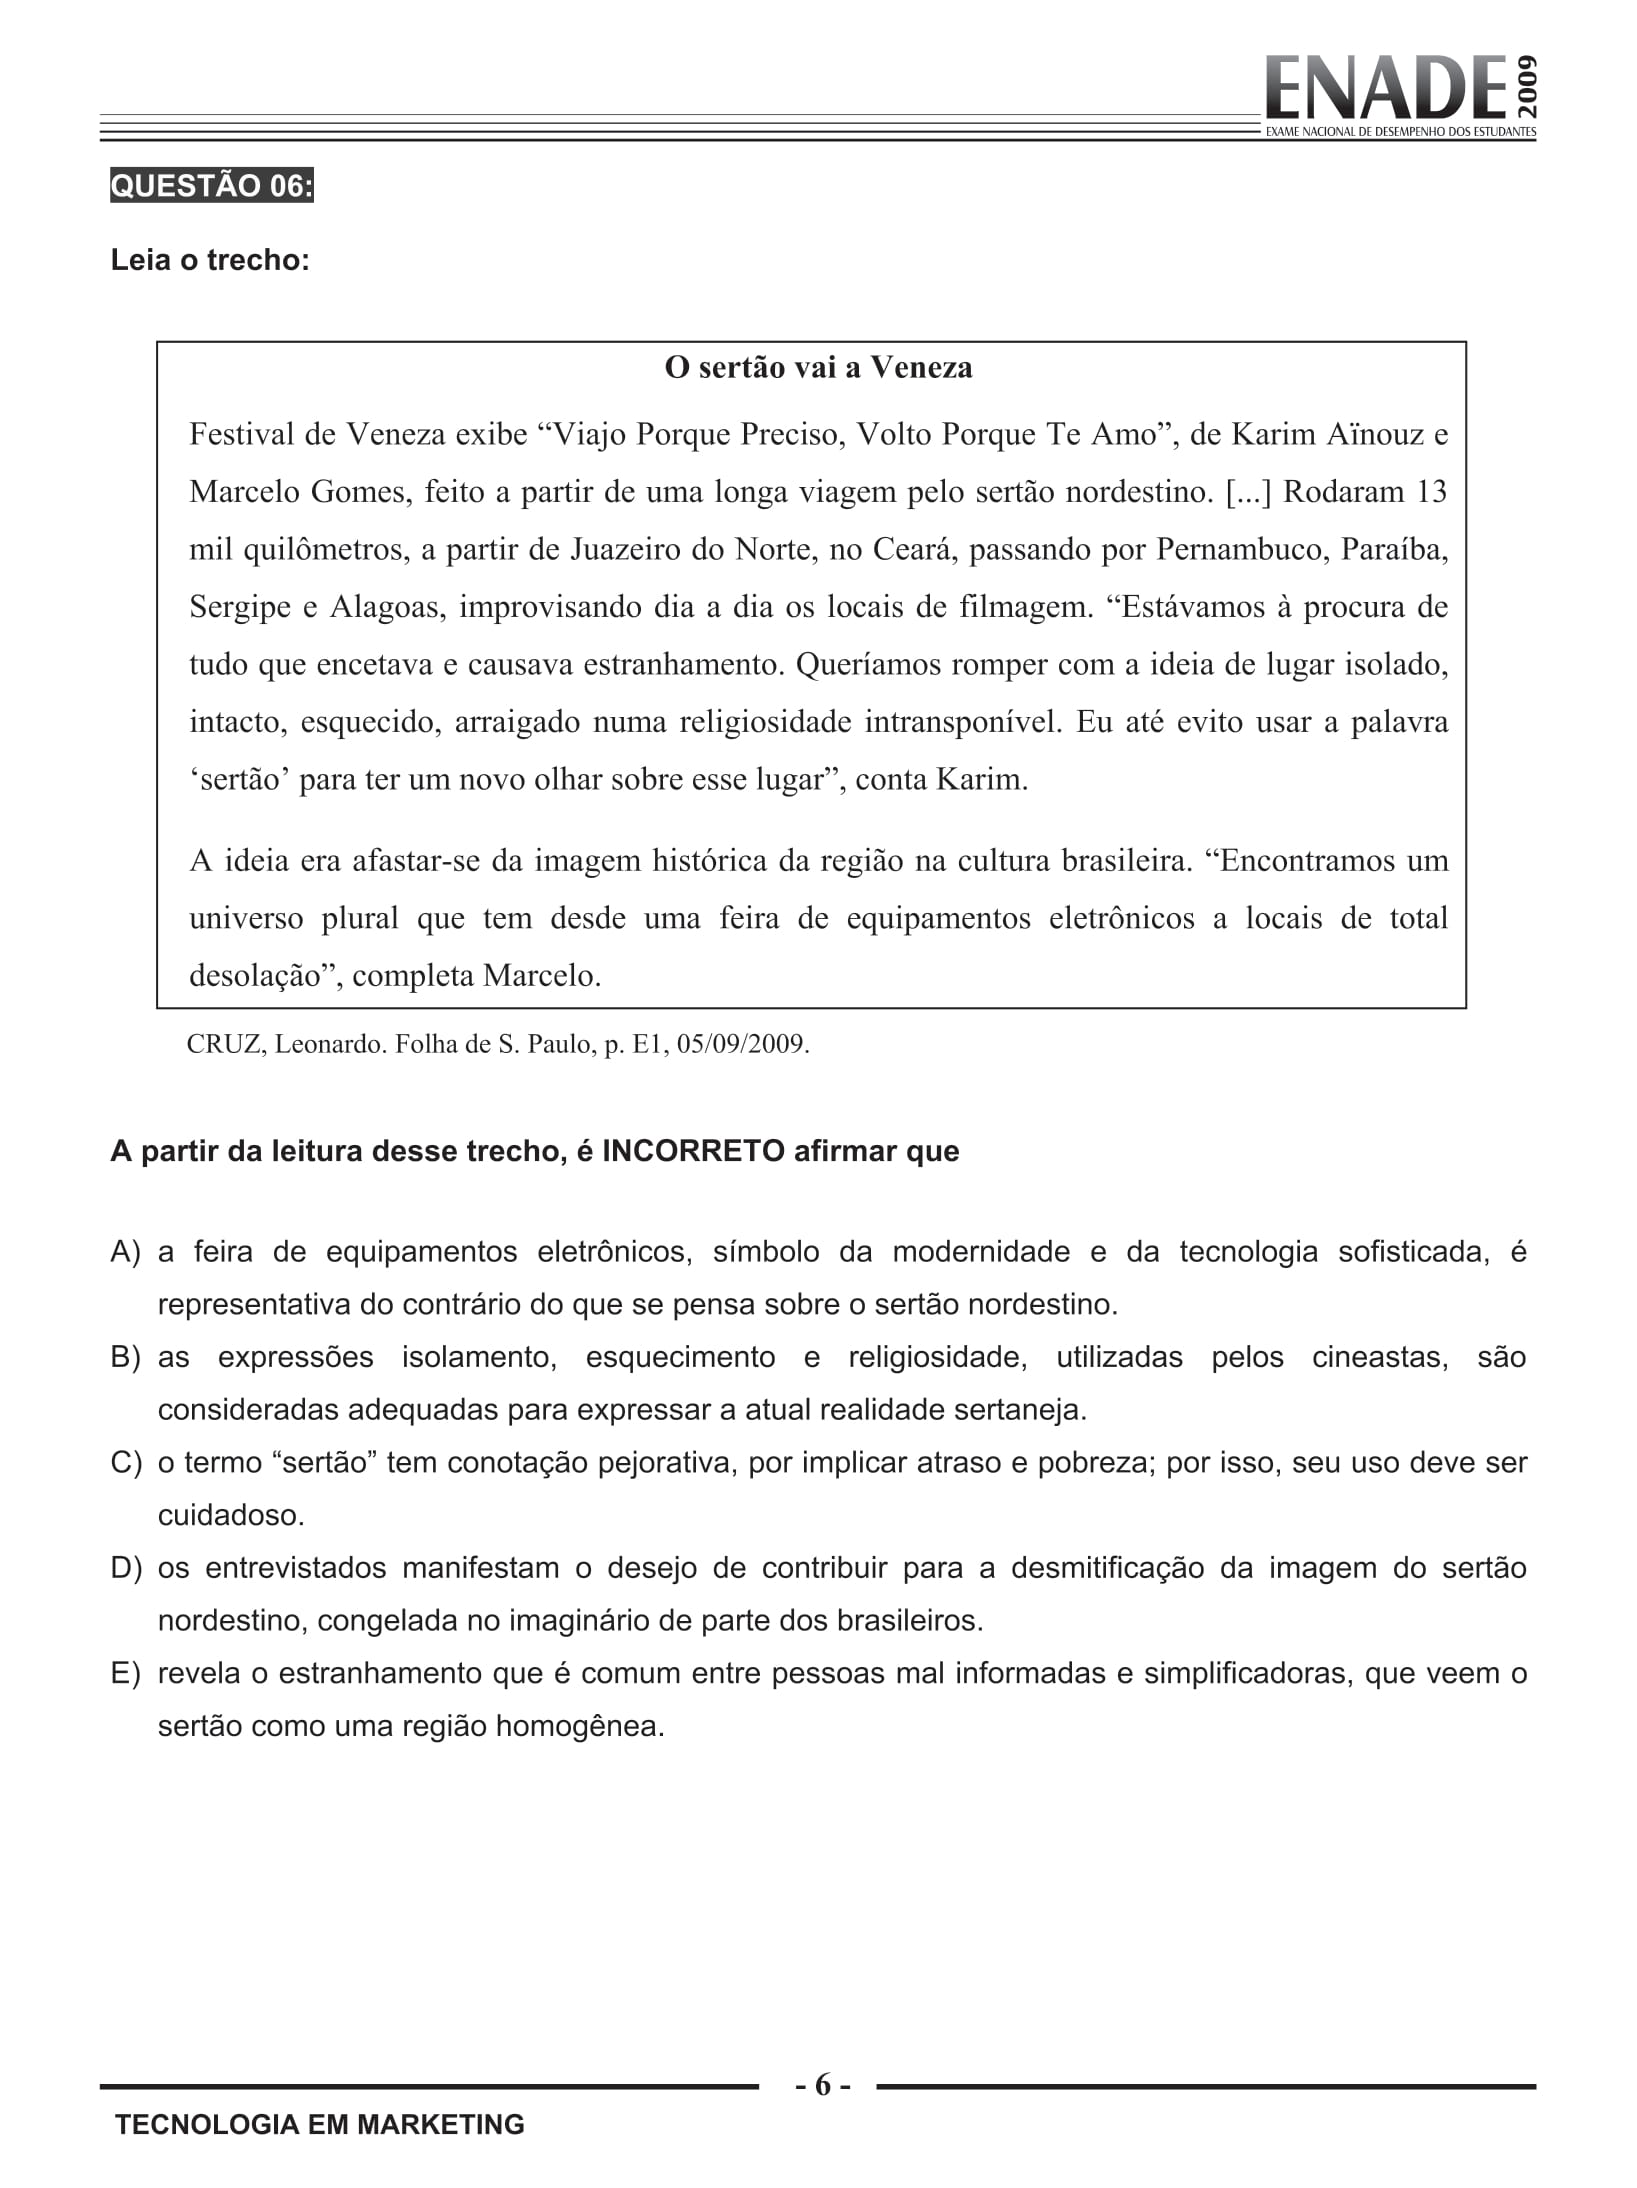 ENADE 2009
EXAME NACIONAL DE DESEMPENHO DOS ESTUDANTES
QUESTÃO 06:
Leia o trecho:
O sertão vai a Veneza
Festival de Veneza exibe “Viajo Porque Preciso, Volto Porque Te Amo”, de Karim Aïnouz e
Marcelo Gomes, feito a partir de uma longa viagem pelo sertão nordestino. [...] Rodaram 13
mil quilômetros, a partir de Juazeiro do Norte, no Ceará, passando por Pernambuco, Paraíba,
Sergipe e Alagoas, improvisando dia a dia os locais de filmagem. “Estávamos à procura de
tudo que encetava e causava estranhamento. Queríamos romper com a ideia de lugar isolado,
intacto, esquecido, arraigado numa religiosidade intransponível. Eu até evito usar a palavra
‘sertão’ para ter um novo olhar sobre esse lugar”, conta Karim.
A ideia era afastar-se da imagem histórica da região na cultura brasileira. “Encontramos um
universo plural que tem desde uma feira de equipamentos eletrônicos a locais de total
desolação”, completa Marcelo.
CRUZ, Leonardo. Folha de S. Paulo, p. E1, 05/09/2009.
A partir da leitura desse trecho, é INCORRETO afirmar que
A) a feira de equipamentos eletrônicos, símbolo da modernidade e da tecnologia sofisticada, é
representativa do contrário do que se pensa sobre o sertão nordestino.
B) as expressões isolamento, esquecimento e religiosidade, utilizadas pelos cineastas, são
consideradas adequadas para expressar a atual realidade sertaneja.
C) o termo “sertão” tem conotação pejorativa, por implicar atraso e pobreza; por isso, seu uso deve ser
cuidadoso.
D) os entrevistados manifestam o desejo de contribuir para a desmitificação da imagem do sertão
nordestino, congelada no imaginário de parte dos brasileiros.
E) revela o estranhamento que é comum entre pessoas mal informadas e simplificadoras, que veem o
sertão como uma região homogênea.
- 6 -
TECNOLOGIA EM MARKETING